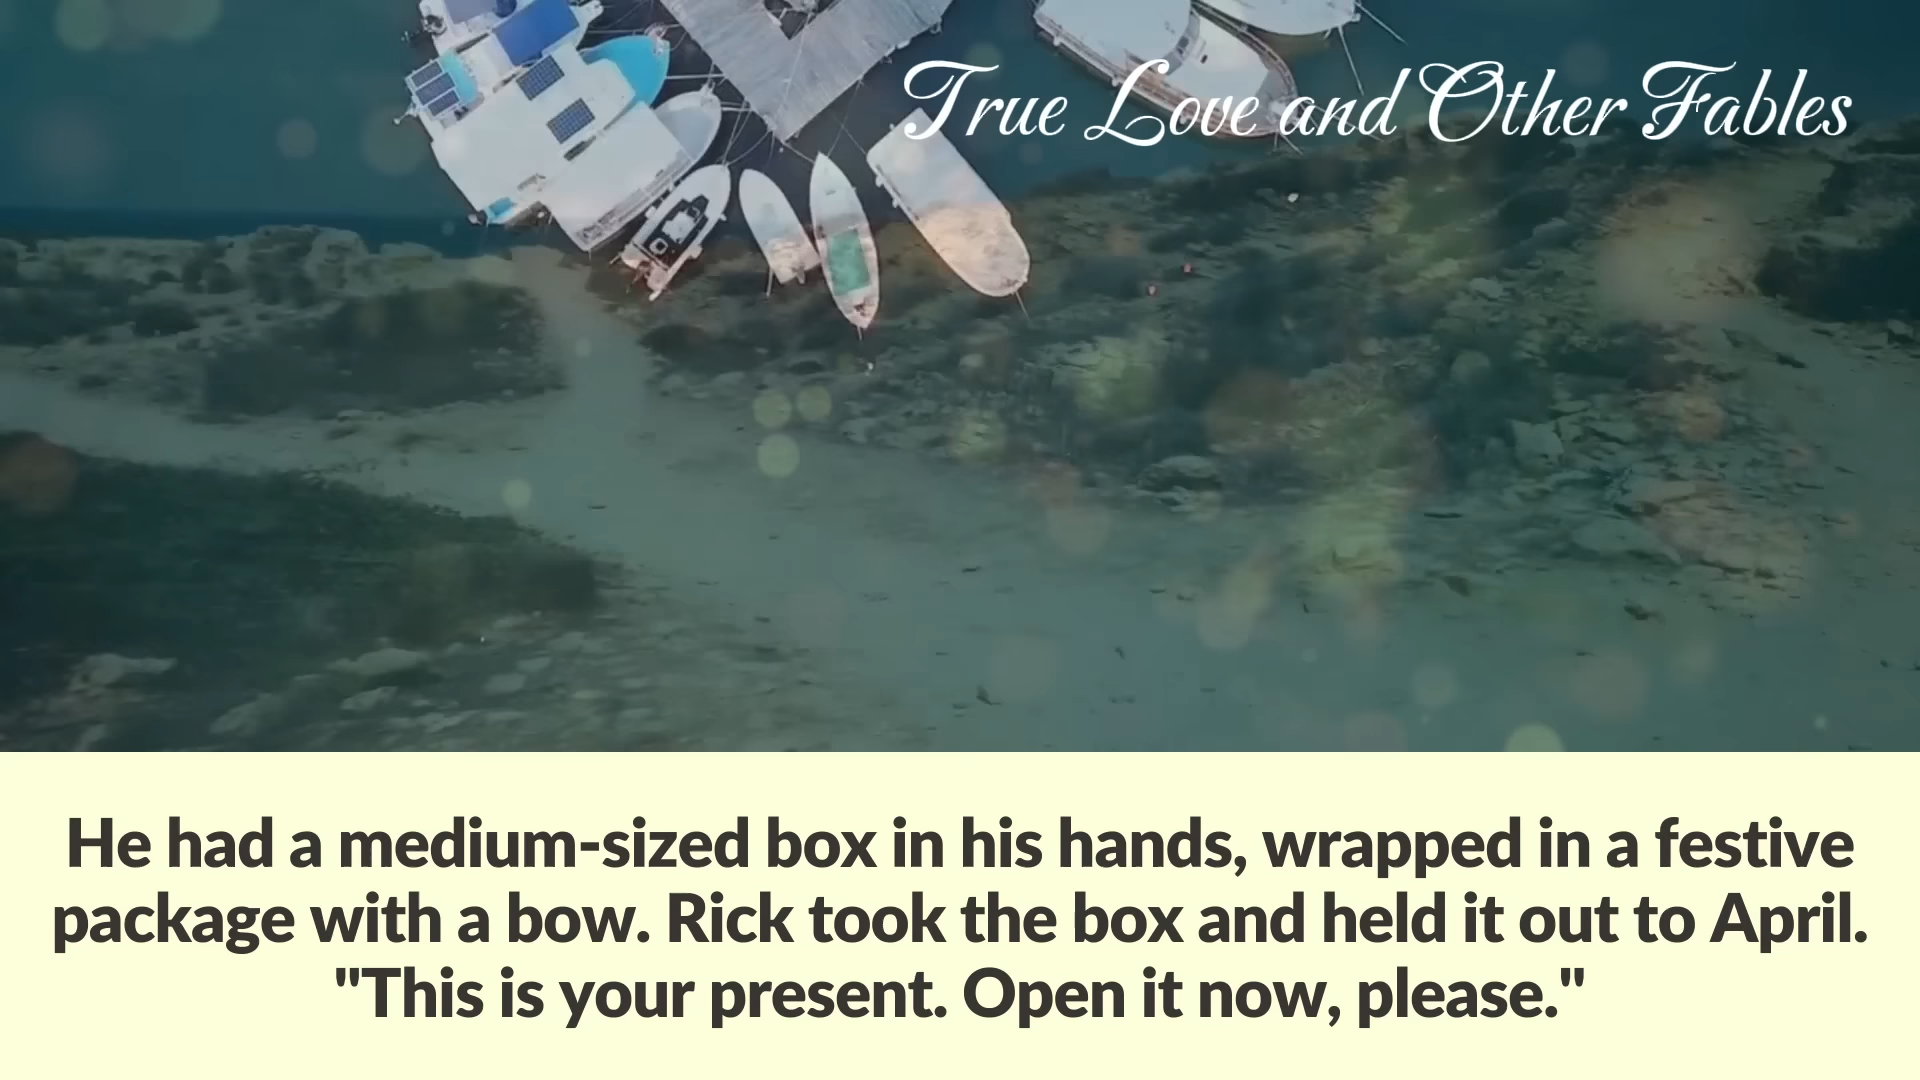 True Love and Other Fables
He had a medium-sized box in his hands, wrapped in a festive
package with a bow. Rick took the box and held it out to April.
"This is your present. Open it now, please."